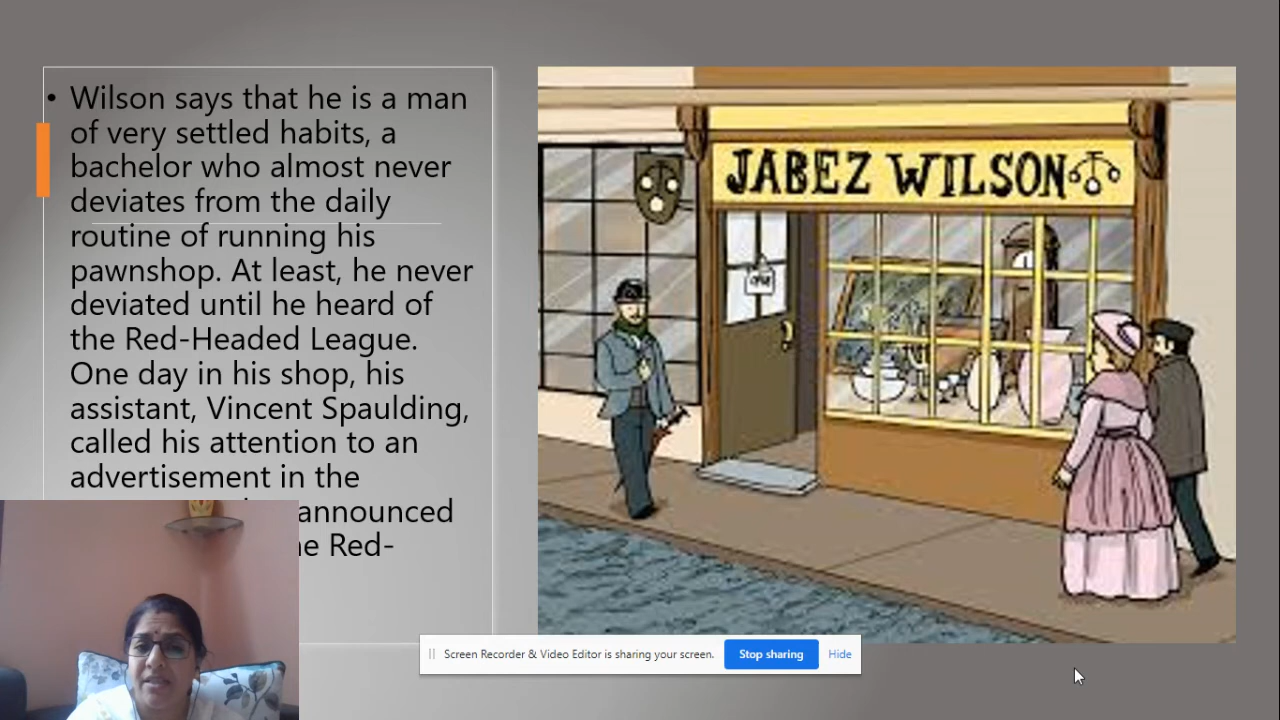 • Wilson says that he is a man
of very settled habits, a
bachelor who almost never
deviates from the daily
routine of running his
pawnshop. At least, he never
deviated until he heard of
the Red-Headed League.
One day in his shop, his
assistant, Vincent Spaulding,
called his attention to an
advertisement in the
announced
Red-
JABEZ WILSON
OPEN
Screen Recorder & Video Editor is sharing your screen.
Stop sharing
Hide